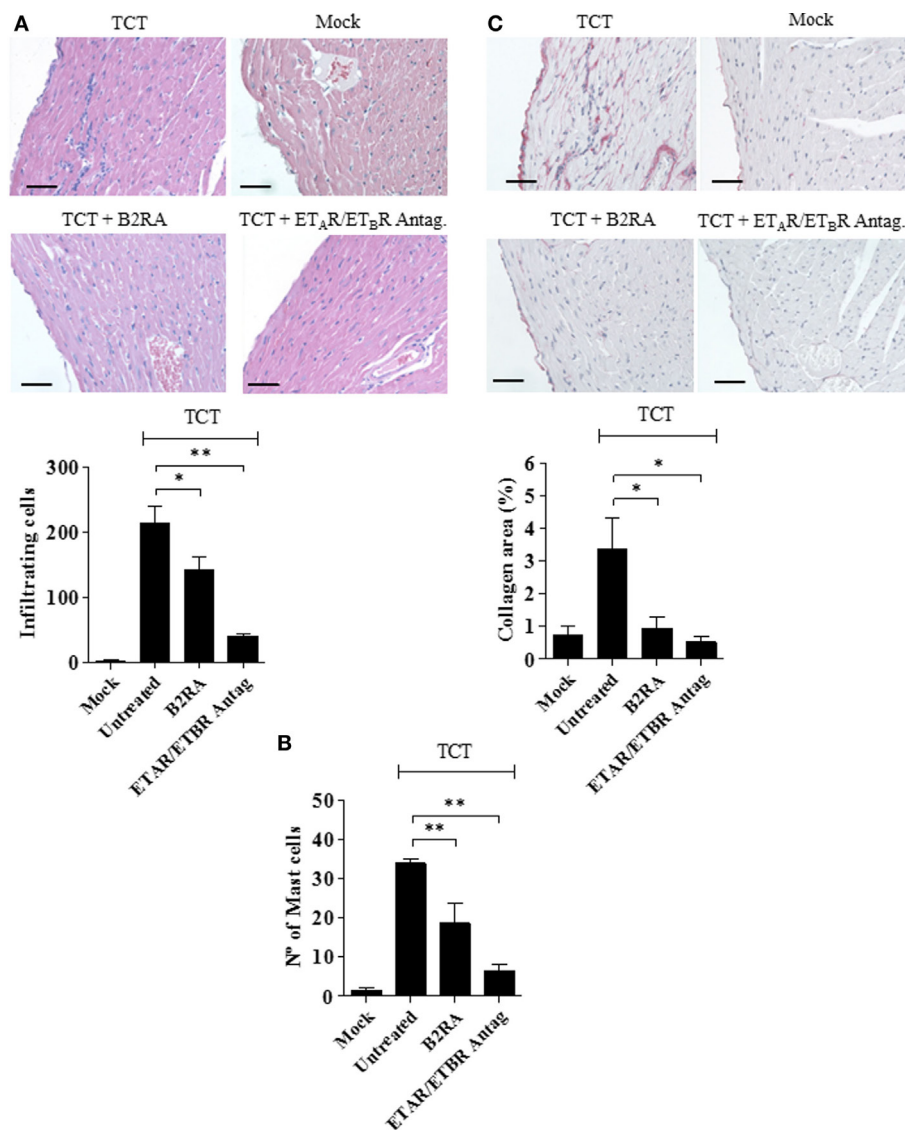 A
TCT
Mock
TCT + B2RA
TCT + ETAR/ETBR Antag.
TCT
**
*
300
200
100
0
Infiltrating cells
Mock
Untreated
B2RA
ETAR/ETBR Antag
C
TCT
Mock
TCT + B2RA
TCT + ETAR/ETBR Antag.
TCT
*
*
6
5
4
3
2
1
0
Collagen area (%)
Mock
Untreated
B2RA
ETAR/ETBR Antag
B
TCT
**
**
50
40
30
20
10
0
Nº of Mast cells
Mock
Untreated
B2RA
ETAR/ETBR Antag